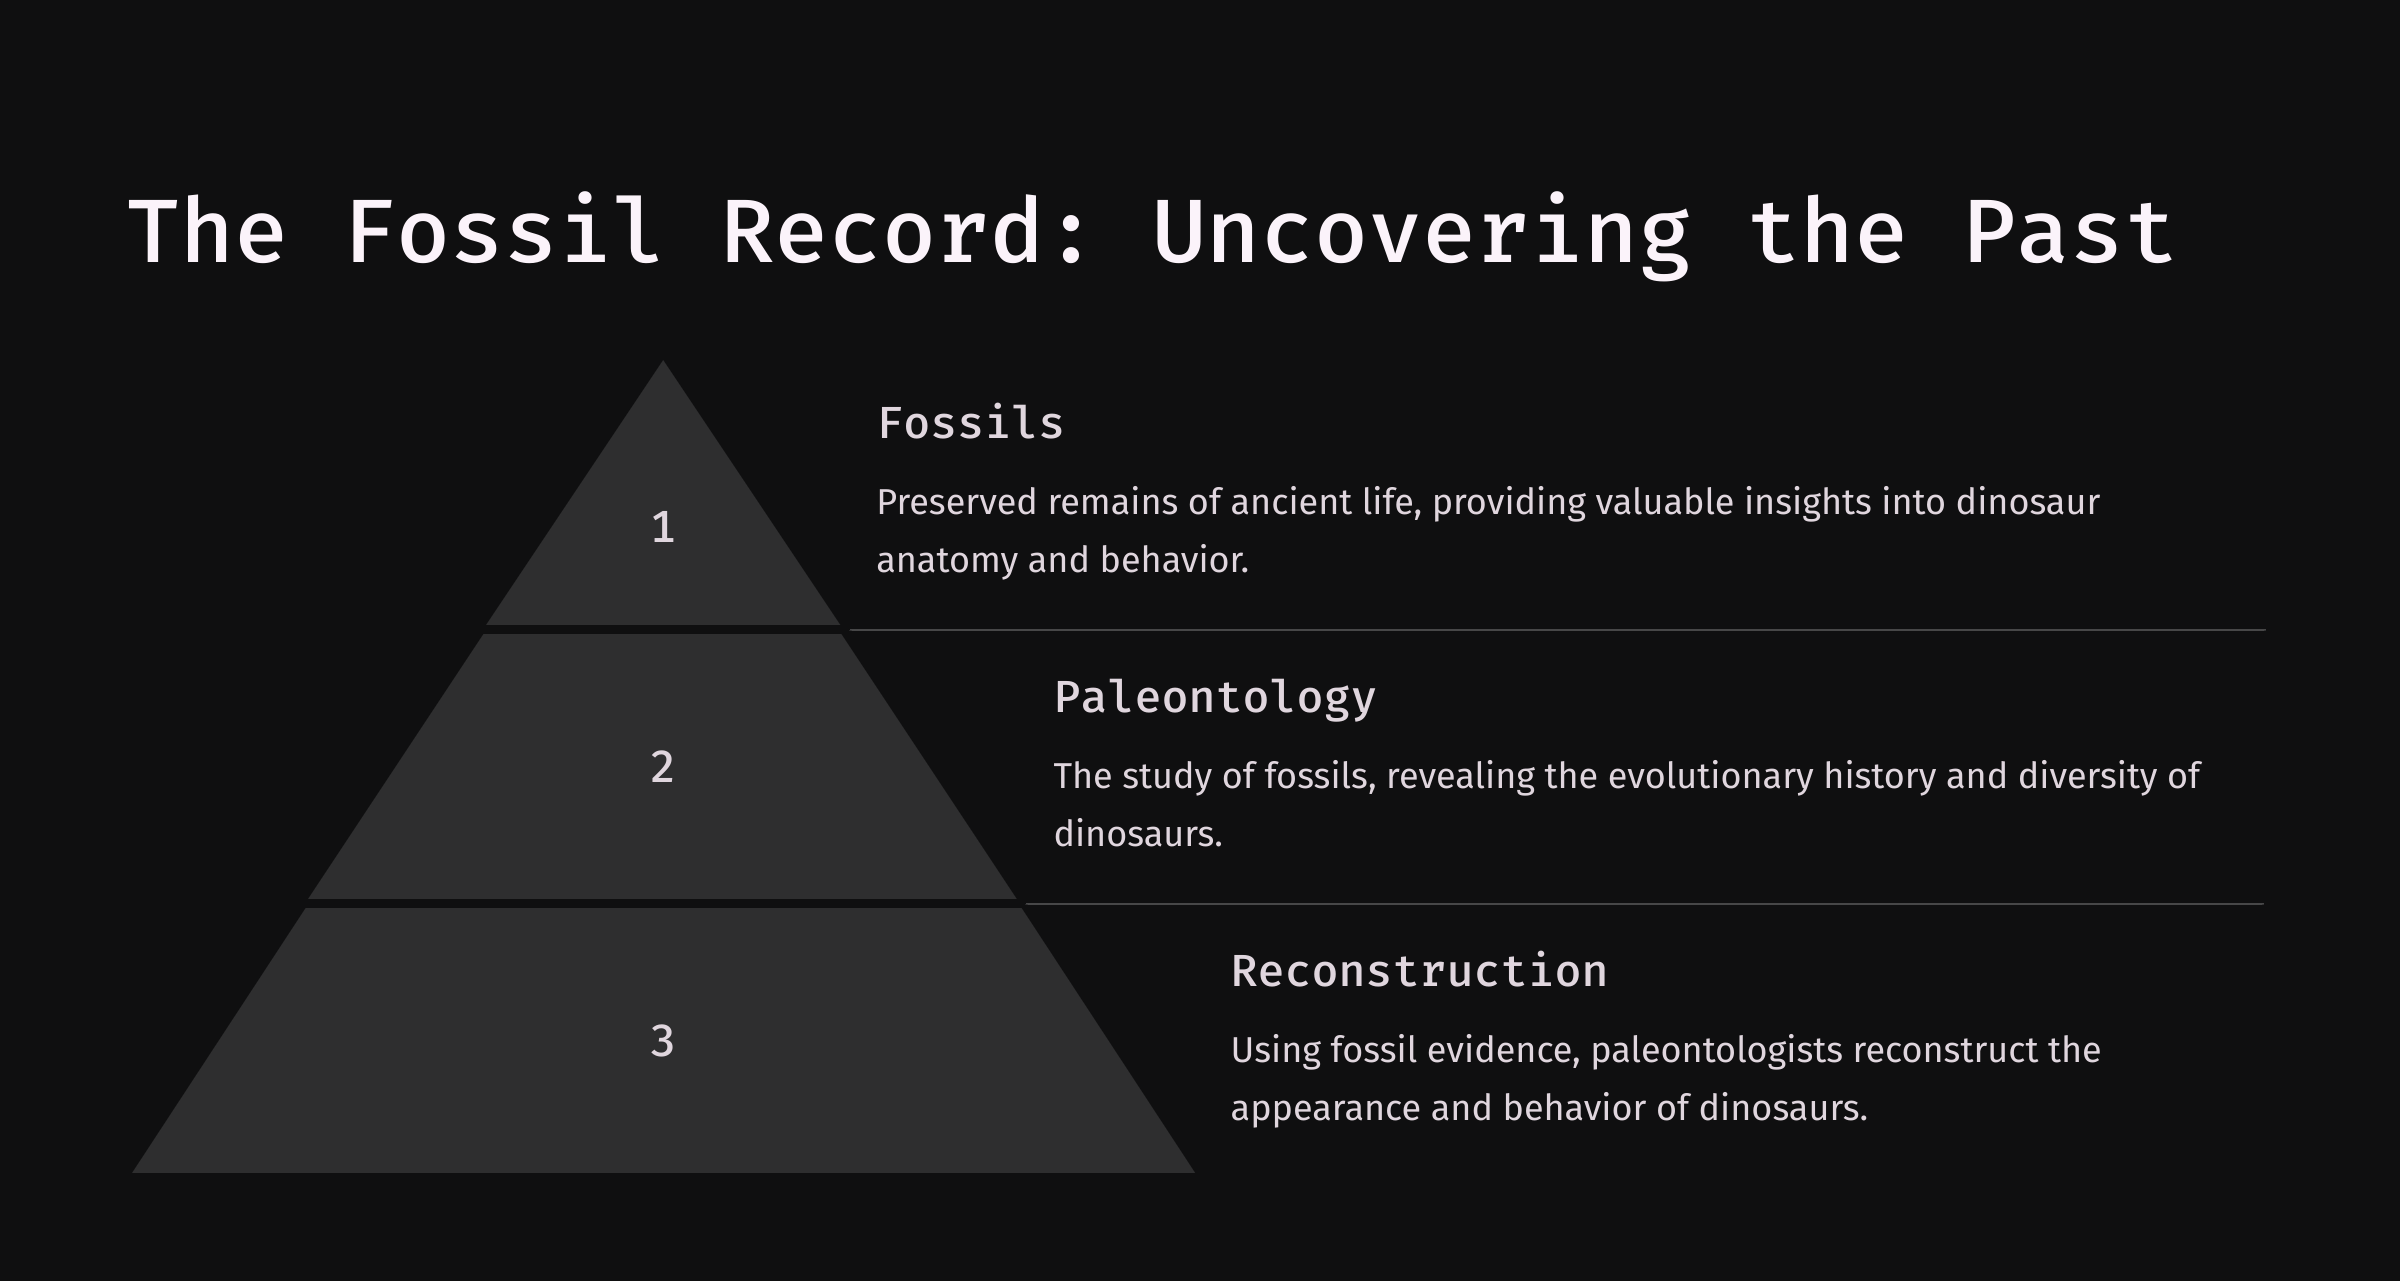 The Fossil Record: Uncovering the Past
1
Fossils
Preserved remains of ancient life, providing valuable insights into dinosaur
anatomy and behavior.
2
Paleontology
The study of fossils, revealing the evolutionary history and diversity of
dinosaurs.
3
Reconstruction
Using fossil evidence, paleontologists reconstruct the
appearance and behavior of dinosaurs.